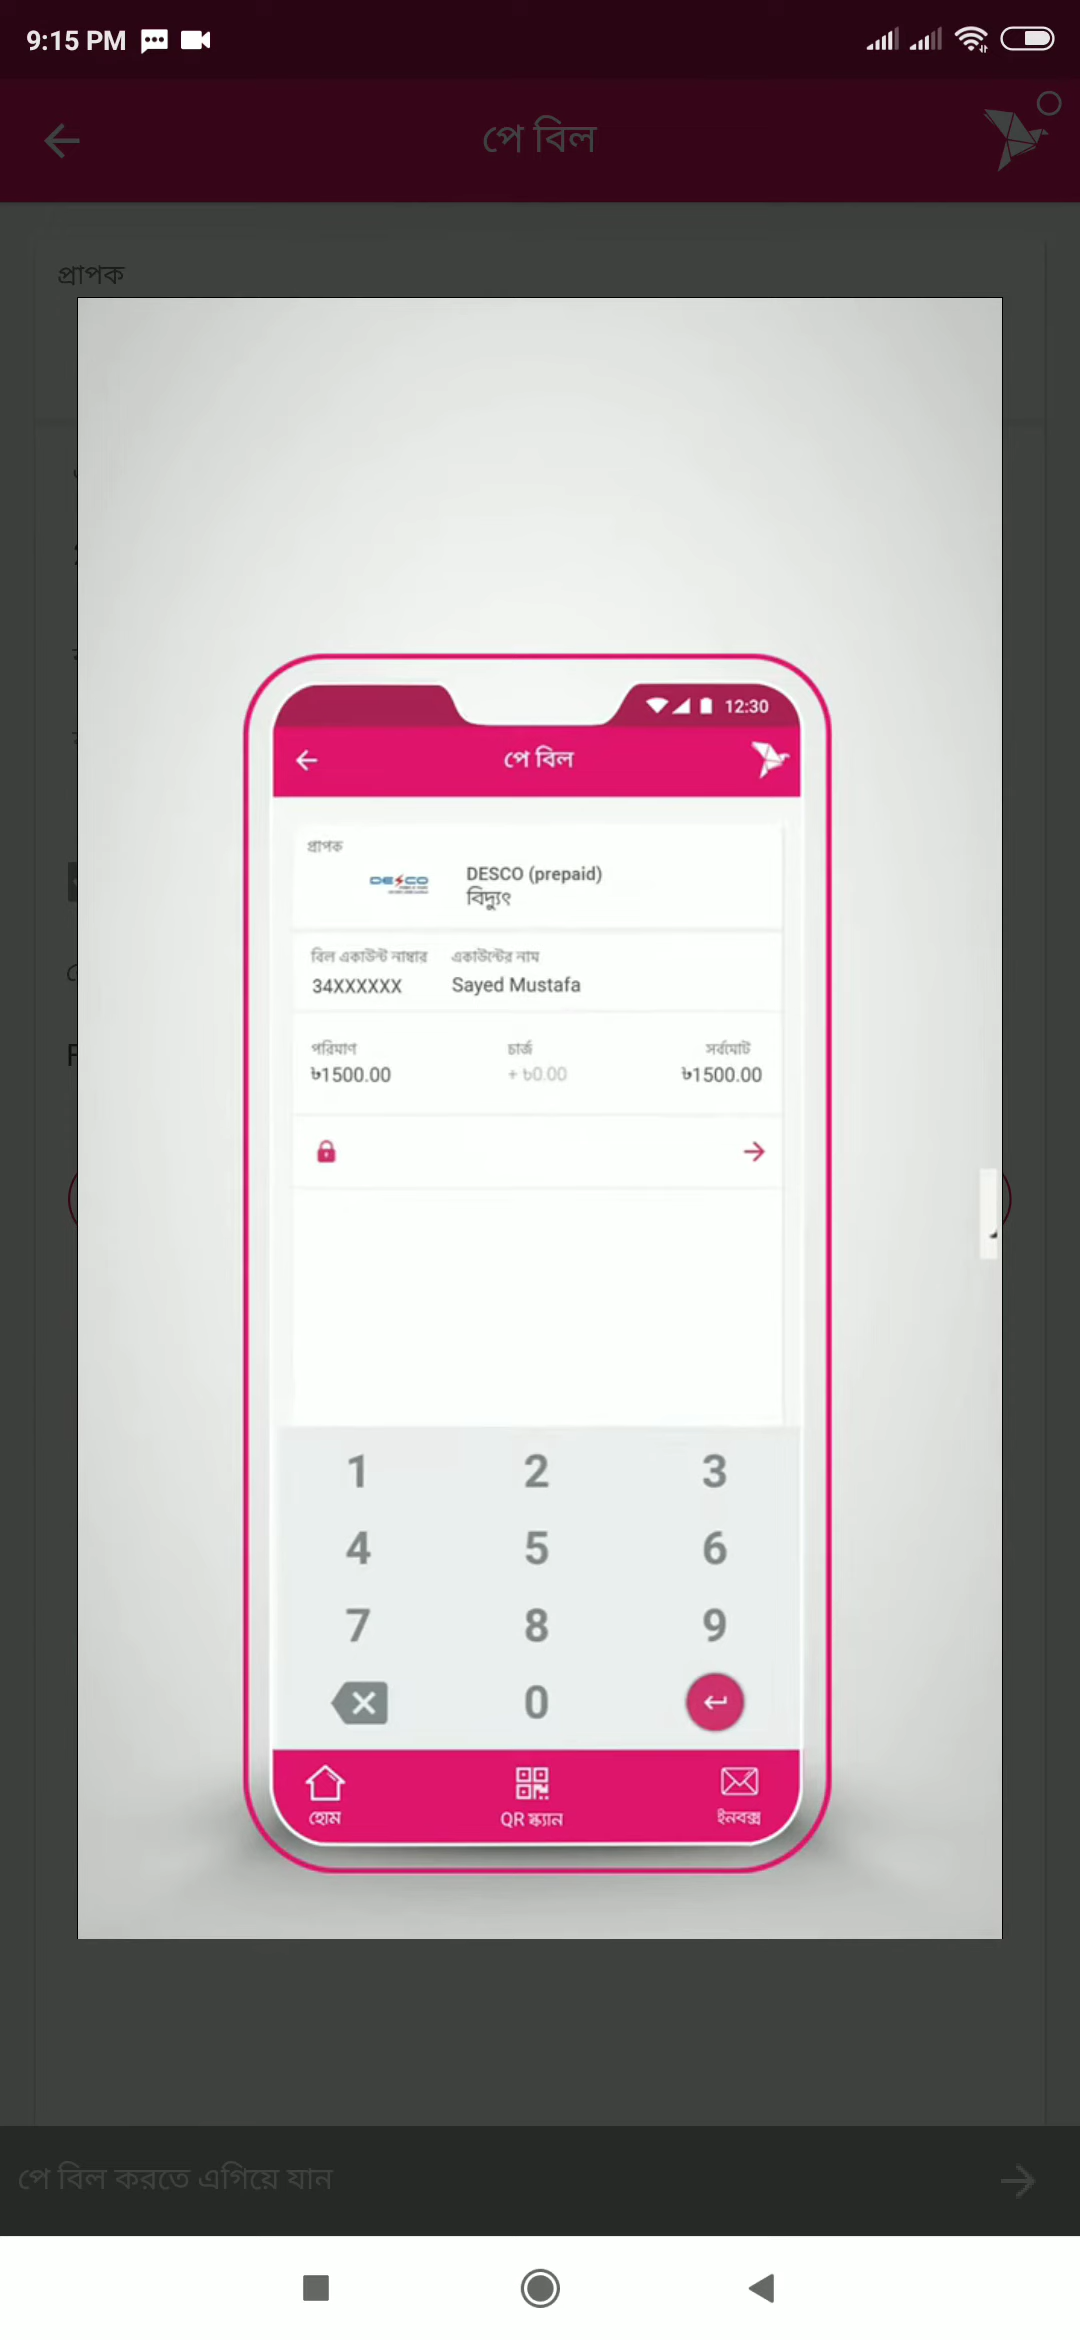 9:15 PM
পে বিল
প্রাপক
12:30
পে বিল
প্রাপক
DESCO
DESCO (prepaid)
বিদ্যুৎ
বিল একাউন্ট নাম্বার একাউন্টের নাম
34XXXXXX Sayed Mustafa
পরিমাণ চার্জ সর্বমোট
৳1500.00 + ৳0.00 ৳1500.00
1 2 3
4 5 6
7 8 9
0
হোম QR স্ক্যান ইনবক্স
পে বিল করতে এগিয়ে যান